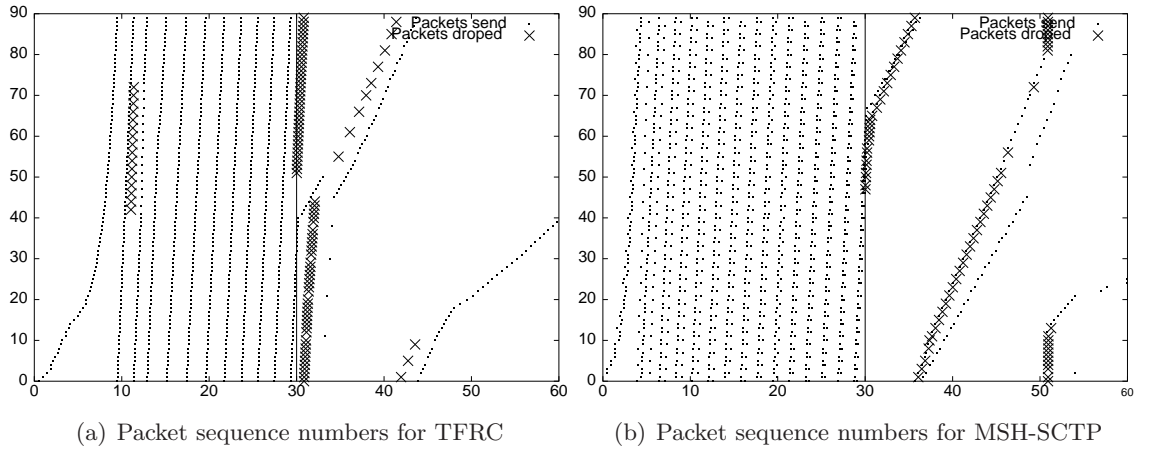 90
80
70
60
50
40
30
20
10
0
0 10 20 30 40 50 60
Packets send
Packets droped
90
80
70
60
50
40
30
20
10
0
0 10 20 30 40 50 60
Packets send
Packets droped
(a) Packet sequence numbers for TFRC
(b) Packet sequence numbers for MSH-SCTP